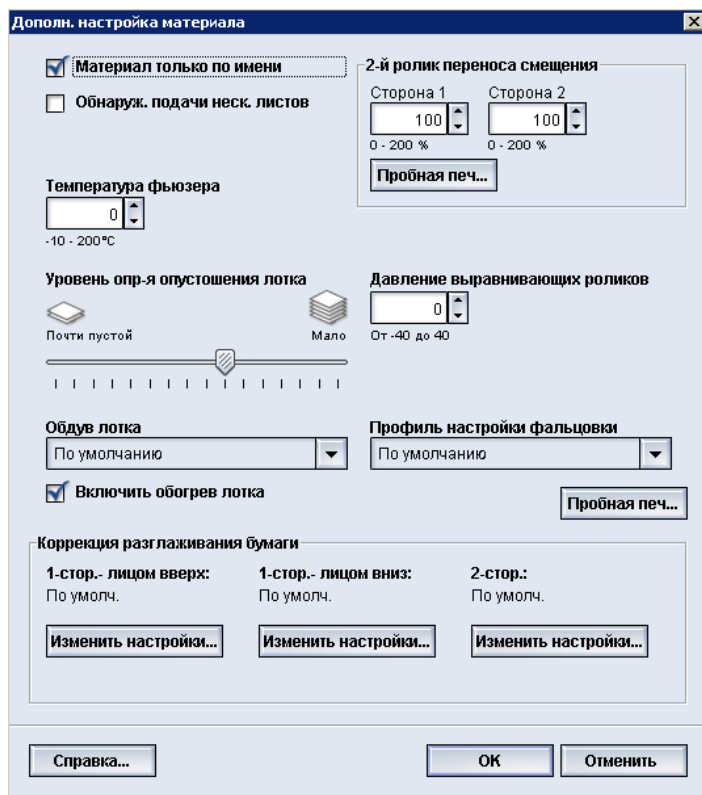 Дополн. настройка материала
Материал только по имени
Обнаруж. подачи неск. листов
2-й ролик переноса смещения
Сторона 1 Сторона 2
100 100
0 - 200 % 0 - 200 %
Пробная печ...
Температура фьюзера
0
-10 - 200°C
Уровень опр-я опустошения лотка
Почти пустой Мало
Давление выравнивающих роликов
0
От -40 до 40
Обдув лотка
По умолчанию
Профиль настройки фальцовки
По умолчанию
Включить обогрев лотка
Пробная печ...
Коррекция разглаживания бумаги
1-стор.- лицом вверх: 1-стор.- лицом вниз: 2-стор.:
По умолч. По умолч. По умолч.
Изменить настройки... Изменить настройки... Изменить настройки...
Справка... OK Отменить